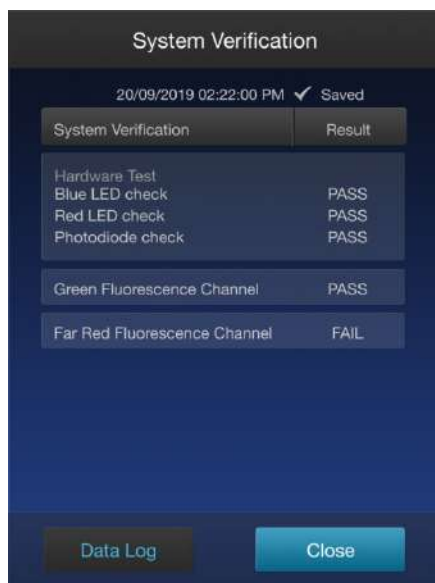 System Verification
20/09/2019 02:22:00 PM ✓ Saved
System Verification Result
Hardware Test
Blue LED check PASS
Red LED check PASS
Photodiode check PASS
Green Fluorescence Channel PASS
Far Red Fluorescence Channel FAIL
Data Log Close